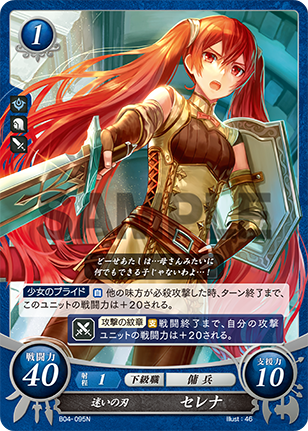 1
SAMPLE
どーせあたしは…母さんみたいに
何でもできる子じゃないわよ…!
少女のプライド 自 他の味方が必殺攻撃した時、ターン終了まで、
このユニットの戦闘力は+20される。
攻撃の紋章 支 戦闘終了まで、自分の攻撃
ユニットの戦闘力は+20される。
戦闘力 40
射程 1 下級職 傭兵
支援力 10
迷いの刃 セレナ
B04-095N Illust:46